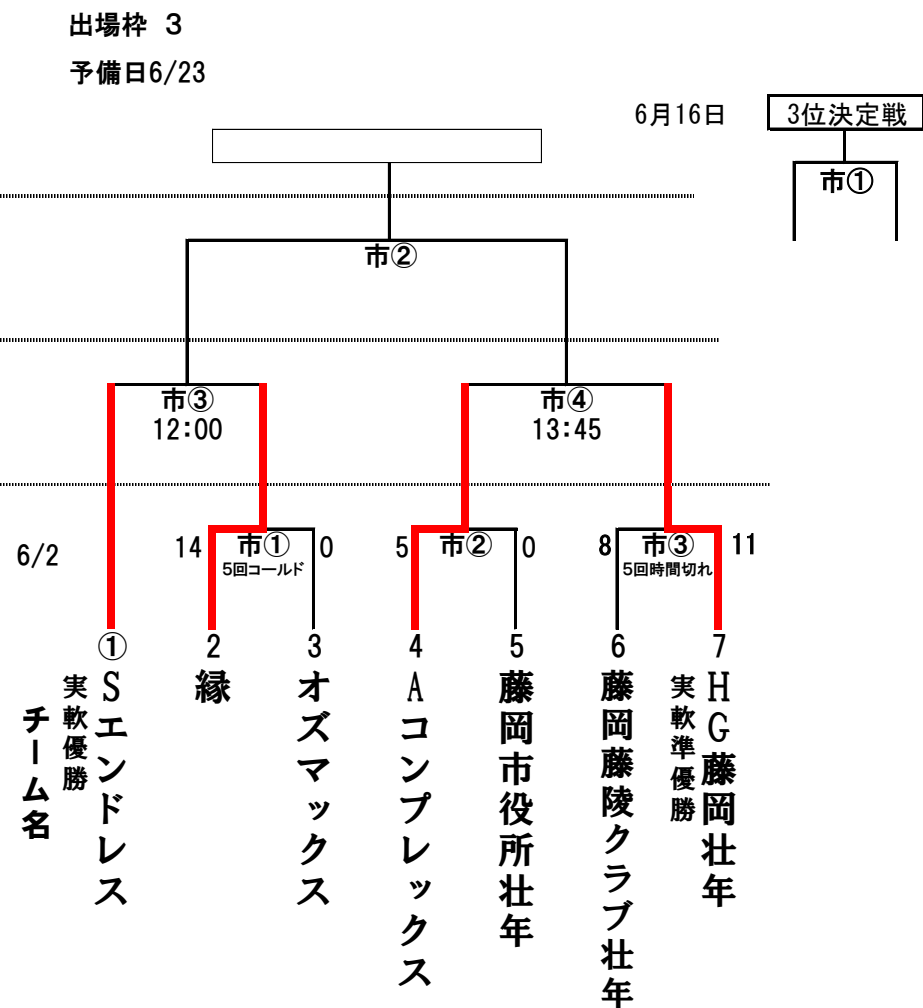 出場枠 3
予備日6/23
6月16日
3位決定戦
市①
市②
市③
12:00
市④
13:45
6/2
14
市①
0
5回コールド
5
市②
0
8
市③
11
5回時間切れ
①
2
3
4
5
6
7
チーム名
実軟優勝
Sエンドレス
縁
オズマックス
Aコンプレックス
藤岡市役所壮年
藤岡藤陵クラブ壮年
実軟準優勝
HG藤岡壮年